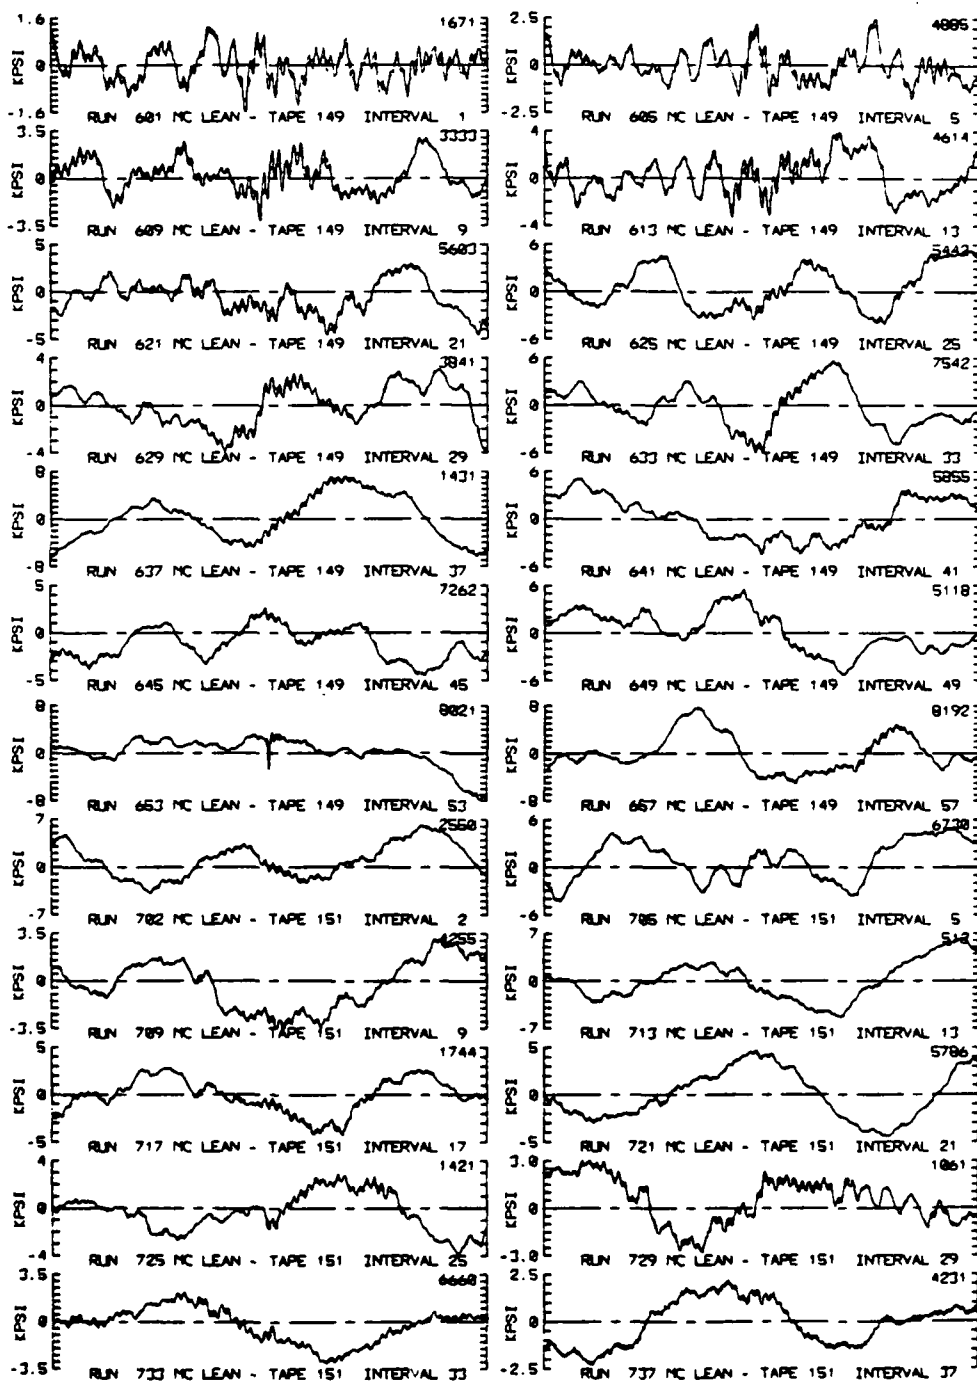 1.6 1671 2.5 4885
KPSI 0 KPSI 0
-1.6 -2.5
RUN 601 MC LEAN - TAPE 149 INTERVAL 1 RUN 605 MC LEAN - TAPE 149 INTERVAL 5
3.5 3333 4 4614
KPSI 0 KPSI 0
-3.5 -4
RUN 609 MC LEAN - TAPE 149 INTERVAL 9 RUN 613 MC LEAN - TAPE 149 INTERVAL 13
5 5603 6 5443
KPSI 0 KPSI 0
-5 -6
RUN 621 MC LEAN - TAPE 149 INTERVAL 21 RUN 625 MC LEAN - TAPE 149 INTERVAL 25
4 3841 6 7542
KPSI 0 KPSI 0
-4 -6
RUN 629 MC LEAN - TAPE 149 INTERVAL 29 RUN 633 MC LEAN - TAPE 149 INTERVAL 33
8 1431 6 5855
KPSI 0 KPSI 0
-8 -6
RUN 637 MC LEAN - TAPE 149 INTERVAL 37 RUN 641 MC LEAN - TAPE 149 INTERVAL 41
5 7262 6 5118
KPSI 0 KPSI 0
-5 -6
RUN 645 MC LEAN - TAPE 149 INTERVAL 45 RUN 649 MC LEAN - TAPE 149 INTERVAL 49
8 8021 8 8192
KPSI 0 KPSI 0
-8 -8
RUN 653 MC LEAN - TAPE 149 INTERVAL 53 RUN 657 MC LEAN - TAPE 149 INTERVAL 57
7 2550 6 6730
KPSI 0 KPSI 0
-7 -6
RUN 702 MC LEAN - TAPE 151 INTERVAL 2 RUN 705 MC LEAN - TAPE 151 INTERVAL 5
3.5 4255 7 513
KPSI 0 KPSI 0
-3.5 -7
RUN 709 MC LEAN - TAPE 151 INTERVAL 9 RUN 713 MC LEAN - TAPE 151 INTERVAL 13
5 1744 5 5786
KPSI 0 KPSI 0
-5 -5
RUN 717 MC LEAN - TAPE 151 INTERVAL 17 RUN 721 MC LEAN - TAPE 151 INTERVAL 21
4 1421 3.0 1061
KPSI 0 KPSI 0
-4 -3.0
RUN 725 MC LEAN - TAPE 151 INTERVAL 25 RUN 729 MC LEAN - TAPE 151 INTERVAL 29
3.5 6660 2.5 4231
KPSI 0 KPSI 0
-3.5 -2.5
RUN 733 MC LEAN - TAPE 151 INTERVAL 33 RUN 737 MC LEAN - TAPE 151 INTERVAL 37